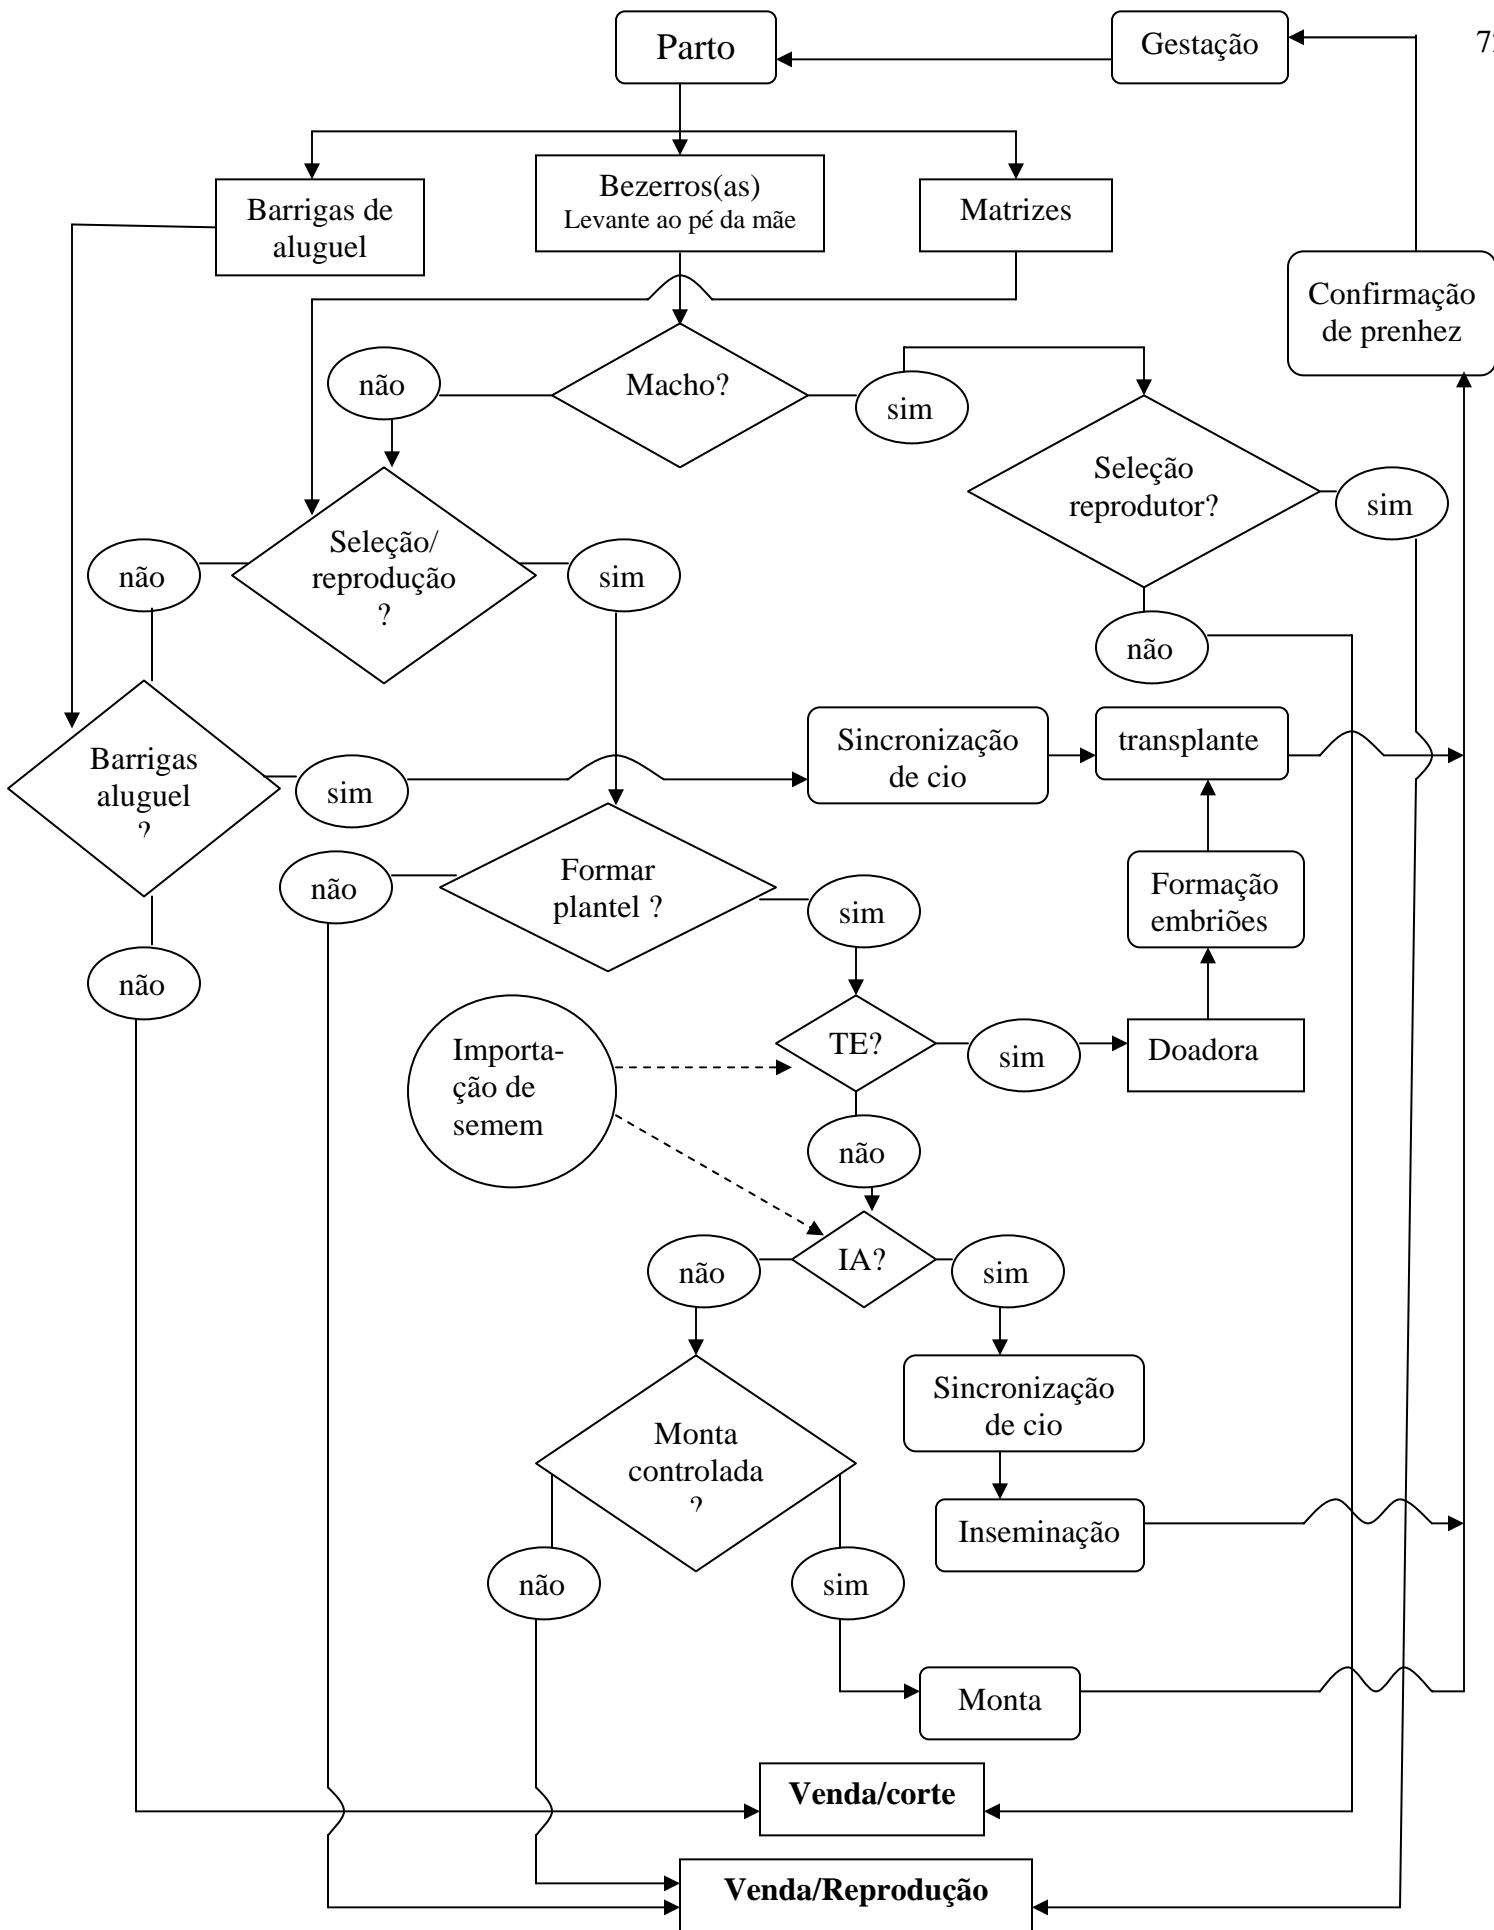 Parto
Gestação
Barrigas de
aluguel
Bezerros(as)
Levante ao pé da mãe
Matrizes
Confirmação
de prenhez
não
Macho?
sim
Seleção
reprodutor?
sim
não
Seleção/
reprodução
?
não
sim
não
Barrigas
aluguel
?
sim
Sincronização
de cio
transplante
não
Formar
plantel ?
sim
Formação
embriões
não
Importa-
ção de
semem
TE?
sim
Doadora
não
não
IA?
sim
Sincronização
de cio
Monta
controlada
?
Inseminação
não
sim
Monta
Venda/corte
Venda/Reprodução